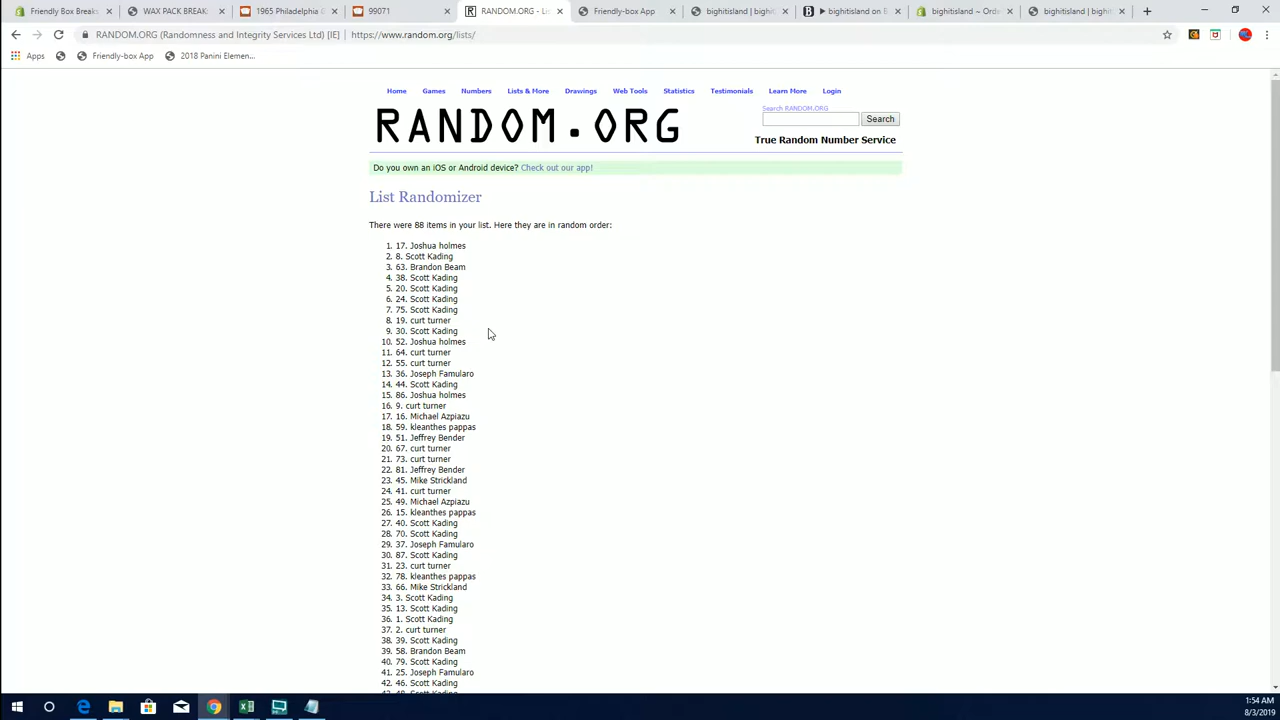 Friendly Box Breaks
WAX PACK BREAK
1965 Philadelphia
99071
RANDOM.ORG - Li
Friendly-box App
bighitisland | bighi
bighitisland on B
bighitisland ~ Ord
bighitisland | bighit
RANDOM.ORG (Randomness and Integrity Services Ltd) [IE] | https://www.random.org/lists/
Apps Friendly-box App 2018 Panini Elemen...
Home Games Numbers Lists & More Drawings Web Tools Statistics Testimonials Learn More Login
RANDOM.ORG
Search RANDOM.ORG
Search
True Random Number Service
Do you own an iOS or Android device? Check out our app!
List Randomizer
There were 88 items in your list. Here they are in random order:
1. 17. Joshua holmes
2. 8. Scott Kading
3. 63. Brandon Beam
4. 38. Scott Kading
5. 20. Scott Kading
6. 24. Scott Kading
7. 75. Scott Kading
8. 19. curt turner
9. 30. Scott Kading
10. 52. Joshua holmes
11. 64. curt turner
12. 55. curt turner
13. 36. Joseph Famularo
14. 44. Scott Kading
15. 86. Joshua holmes
16. 9. curt turner
17. 16. Michael Azpiazu
18. 59. kleanthes pappas
19. 51. Jeffrey Bender
20. 67. curt turner
21. 73. curt turner
22. 81. Jeffrey Bender
23. 45. Mike Strickland
24. 41. curt turner
25. 49. Michael Azpiazu
26. 15. kleanthes pappas
27. 40. Scott Kading
28. 70. Scott Kading
29. 37. Joseph Famularo
30. 87. Scott Kading
31. 23. curt turner
32. 78. kleanthes pappas
33. 66. Mike Strickland
34. 3. Scott Kading
35. 13. Scott Kading
36. 1. Scott Kading
37. 2. curt turner
38. 39. Scott Kading
39. 58. Brandon Beam
40. 79. Scott Kading
41. 25. Joseph Famularo
42. 46. Scott Kading
1:54 AM
8/3/2019